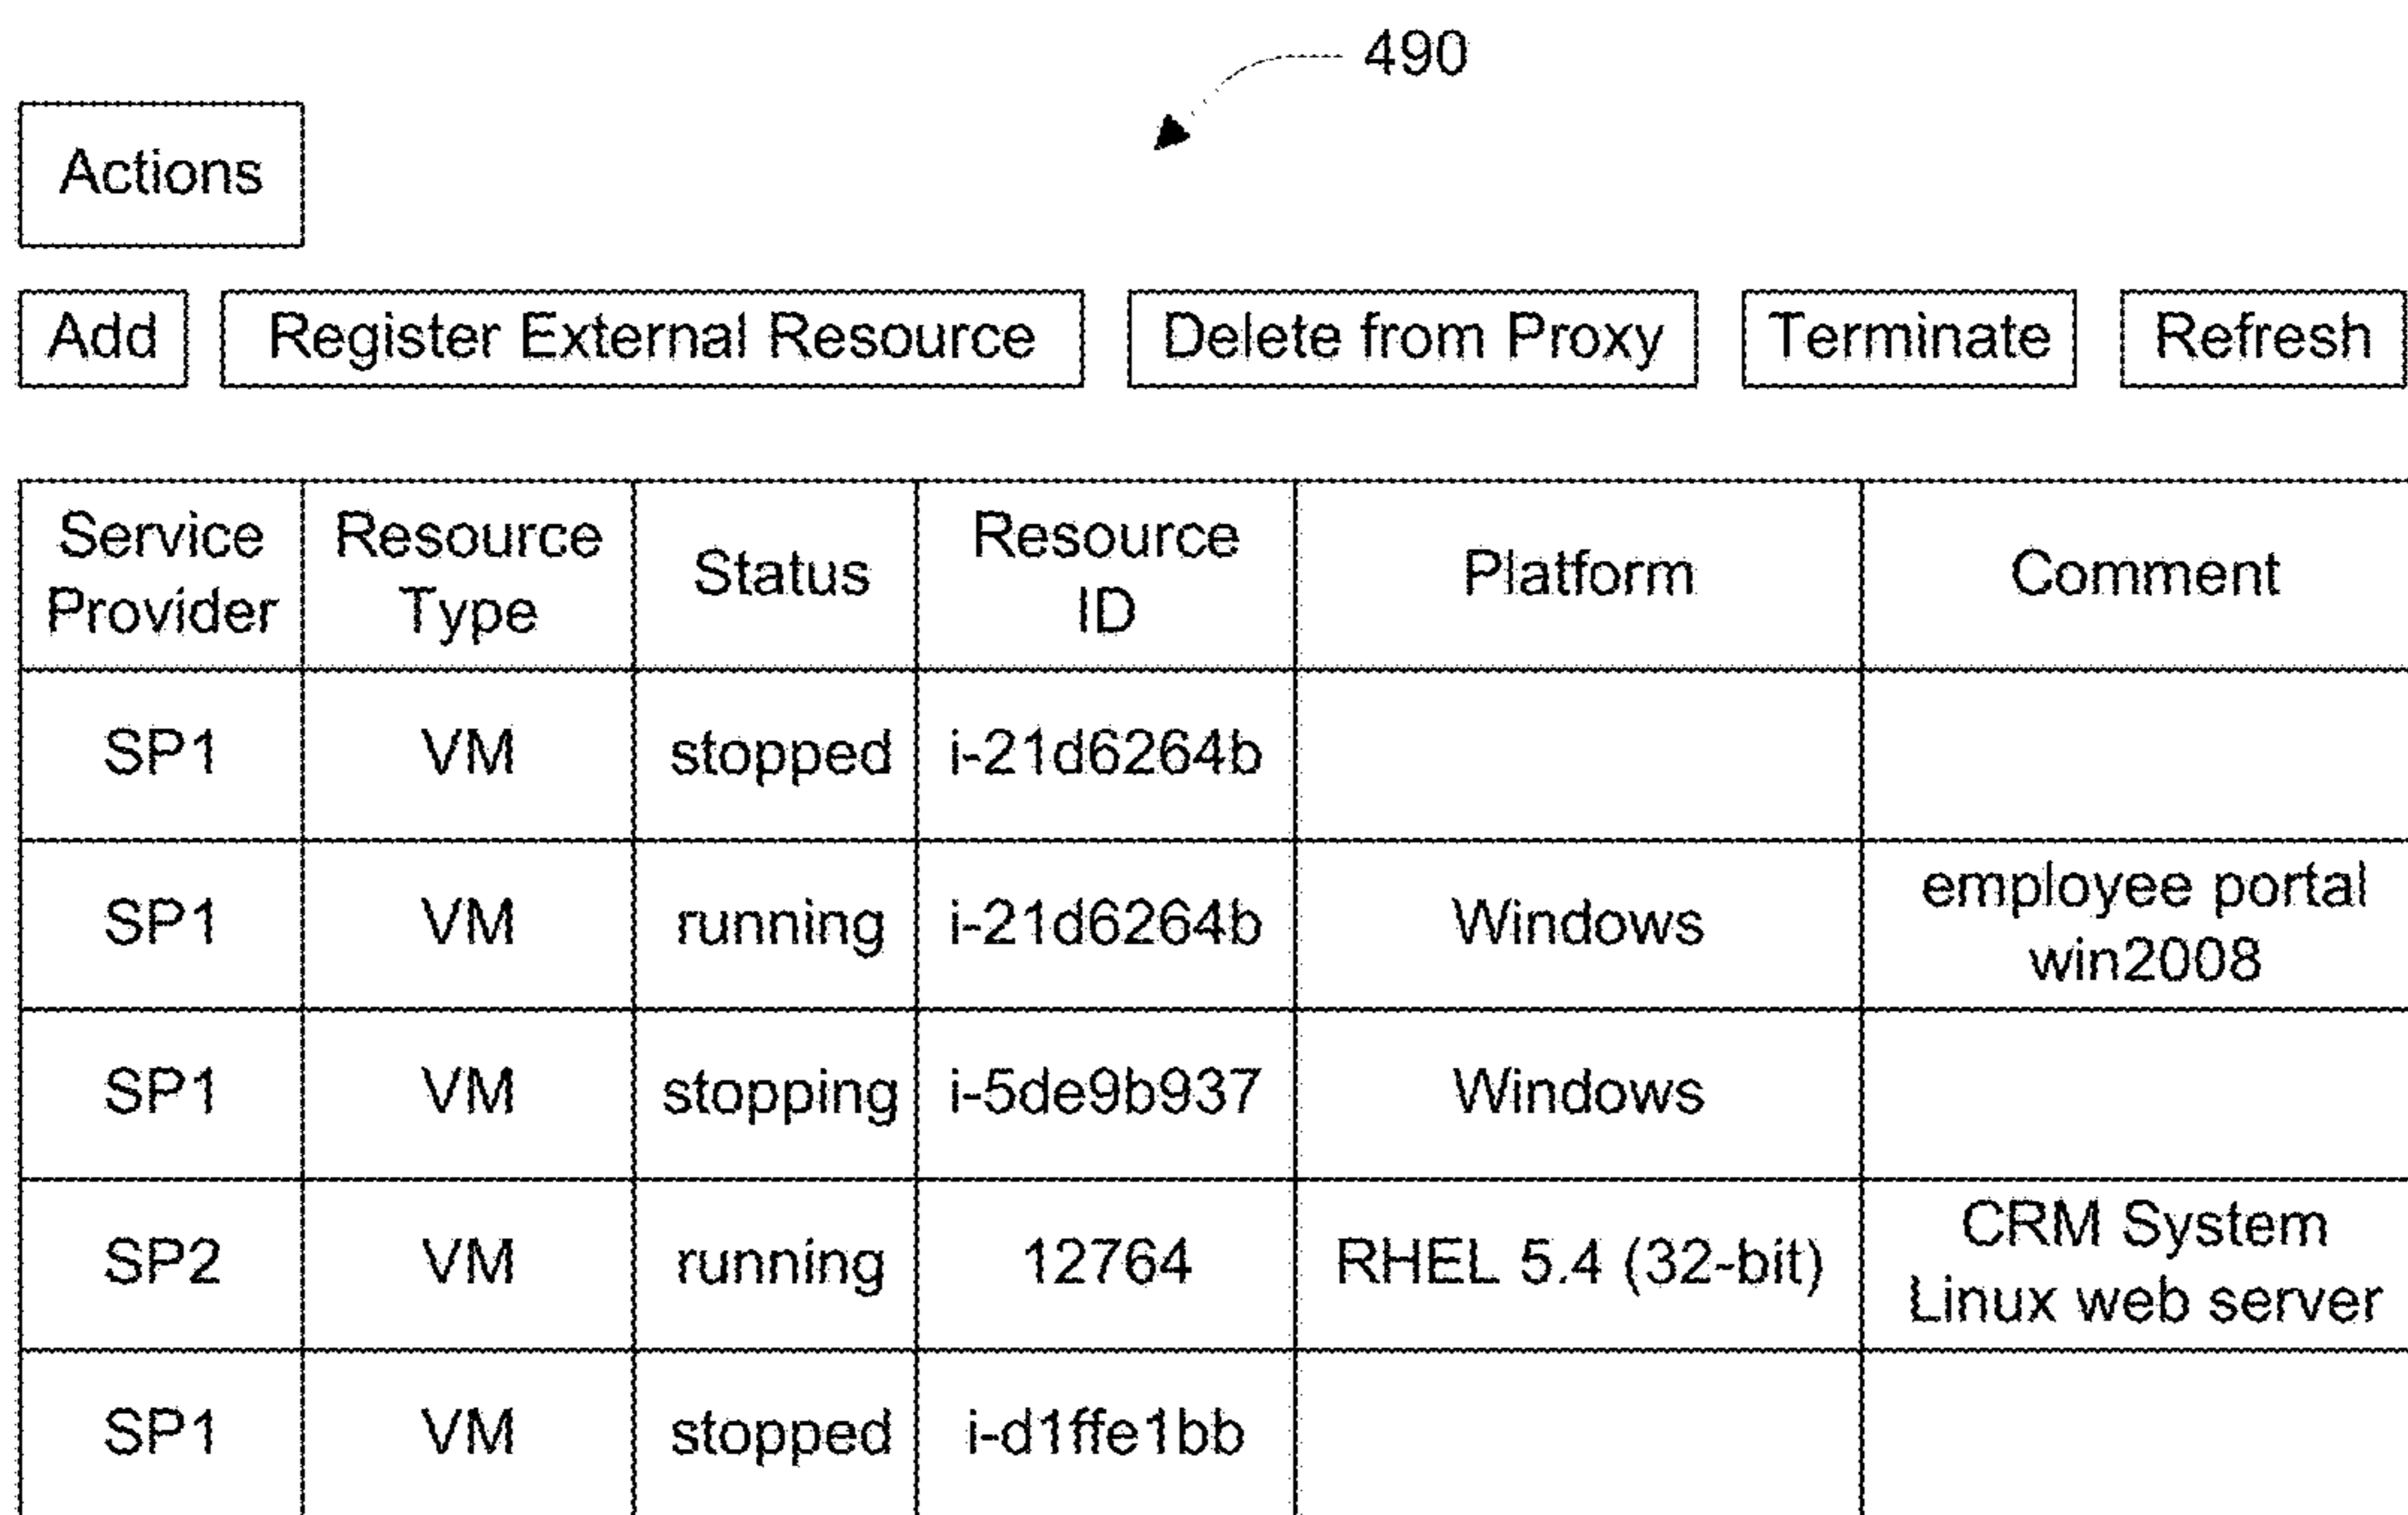 490
Actions
Add Register External Resource Delete from Proxy Terminate Refresh
Service Provider Resource Type Status Resource ID Platform Comment
SP1 VM stopped i-21d6264b
SP1 VM running i-21d6264b Windows employee portal win2008
SP1 VM stopping i-5de9b937 Windows
SP2 VM running 12764 RHEL 5.4 (32-bit) CRM System Linux web server
SP1 VM stopped i-d1ffe1bb